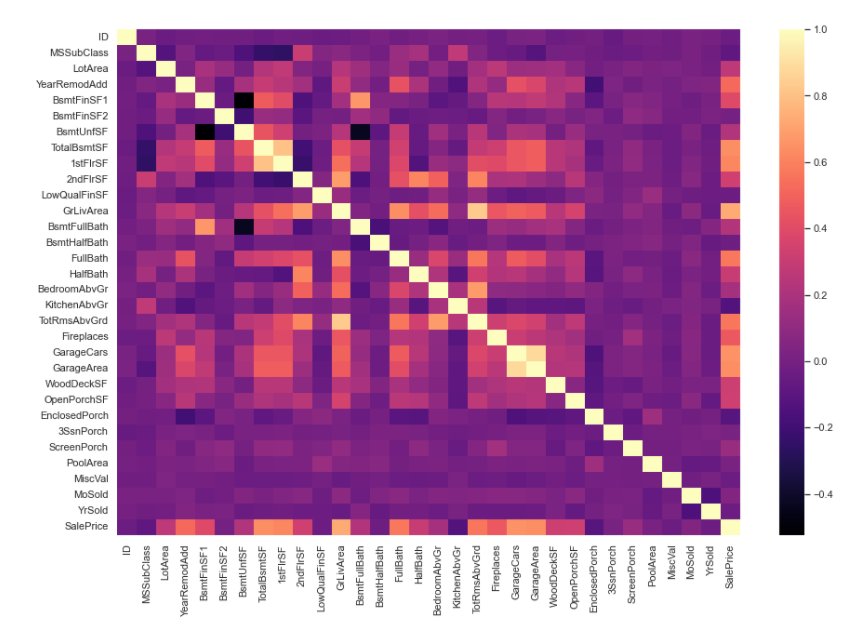 ID
MSSubClass
LotArea
YearRemodAdd
BsmtFinSF1
BsmtFinSF2
BsmtUnfSF
TotalBsmtSF
1stFlrSF
2ndFlrSF
LowQualFinSF
GrLivArea
BsmtFullBath
BsmtHalfBath
FullBath
HalfBath
BedroomAbvGr
KitchenAbvGr
TotRmsAbvGrd
Fireplaces
GarageCars
GarageArea
WoodDeckSF
OpenPorchSF
EnclosedPorch
3SsnPorch
ScreenPorch
PoolArea
MiscVal
MoSold
YrSold
SalePrice
ID
MSSubClass
LotArea
YearRemodAdd
BsmtFinSF1
BsmtFinSF2
BsmtUnfSF
TotalBsmtSF
1stFlrSF
2ndFlrSF
LowQualFinSF
GrLivArea
BsmtFullBath
BsmtHalfBath
FullBath
HalfBath
BedroomAbvGr
KitchenAbvGr
TotRmsAbvGrd
Fireplaces
GarageCars
GarageArea
WoodDeckSF
OpenPorchSF
EnclosedPorch
3SsnPorch
ScreenPorch
PoolArea
MiscVal
MoSold
YrSold
SalePrice
1.0
0.8
0.6
0.4
0.2
0.0
−0.2
−0.4